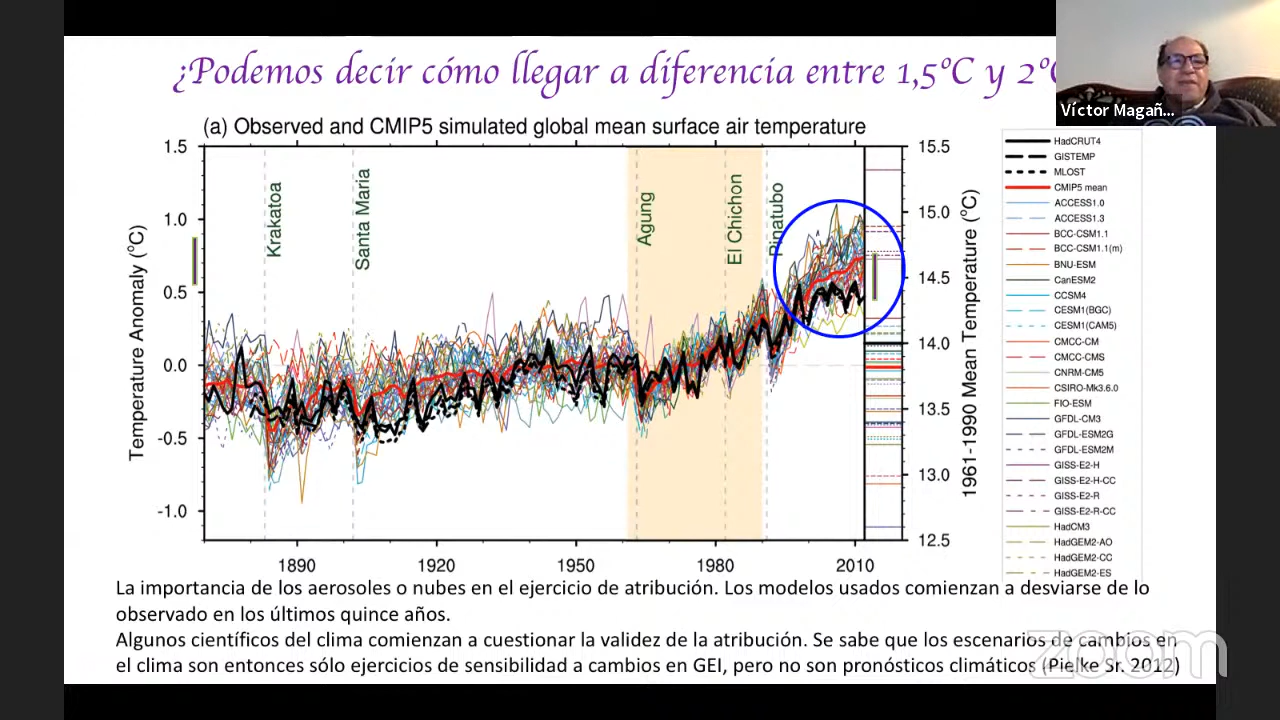 ¿Podemos decir cómo llegar a diferencia entre 1,5ºC y 2º
Víctor Magañ...
(a) Observed and CMIP5 simulated global mean surface air temperature
Temperature Anomaly (ºC)
1.5
1.0
0.5
0.0
-0.5
-1.0
Krakatoa
Santa Maria
Agung
El Chichon
Pinatubo
15.5
15.0
14.5
14.0
13.5
13.0
12.5
1961-1990 Mean Temperature (ºC)
1890
1920
1950
1980
2010
HadCRUT4
GISTEMP
MLOST
CMIP5 mean
ACCESS1.0
ACCESS1.3
BCC-CSM1.1
BCC-CSM1.1(m)
BNU-ESM
CanESM2
CCSM4
CESM1(BGC)
CESM1(CAM5)
CMCC-CM
CMCC-CMS
CNRM-CM5
CSIRO-Mk3.6.0
FIO-ESM
GFDL-CM3
GFDL-ESM2G
GFDL-ESM2M
GISS-E2-H
GISS-E2-H-CC
GISS-E2-R
GISS-E2-R-CC
HadCM3
HadGEM2-AO
HadGEM2-CC
HadGEM2-ES
La importancia de los aerosoles o nubes en el ejercicio de atribución. Los modelos usados comienzan a desviarse de lo
observado en los últimos quince años.
Algunos científicos del clima comienzan a cuestionar la validez de la atribución. Se sabe que los escenarios de cambios en
el clima son entonces sólo ejercicios de sensibilidad a cambios en GEI, pero no son pronósticos climáticos (Pielke Sr. 2012)
zoom